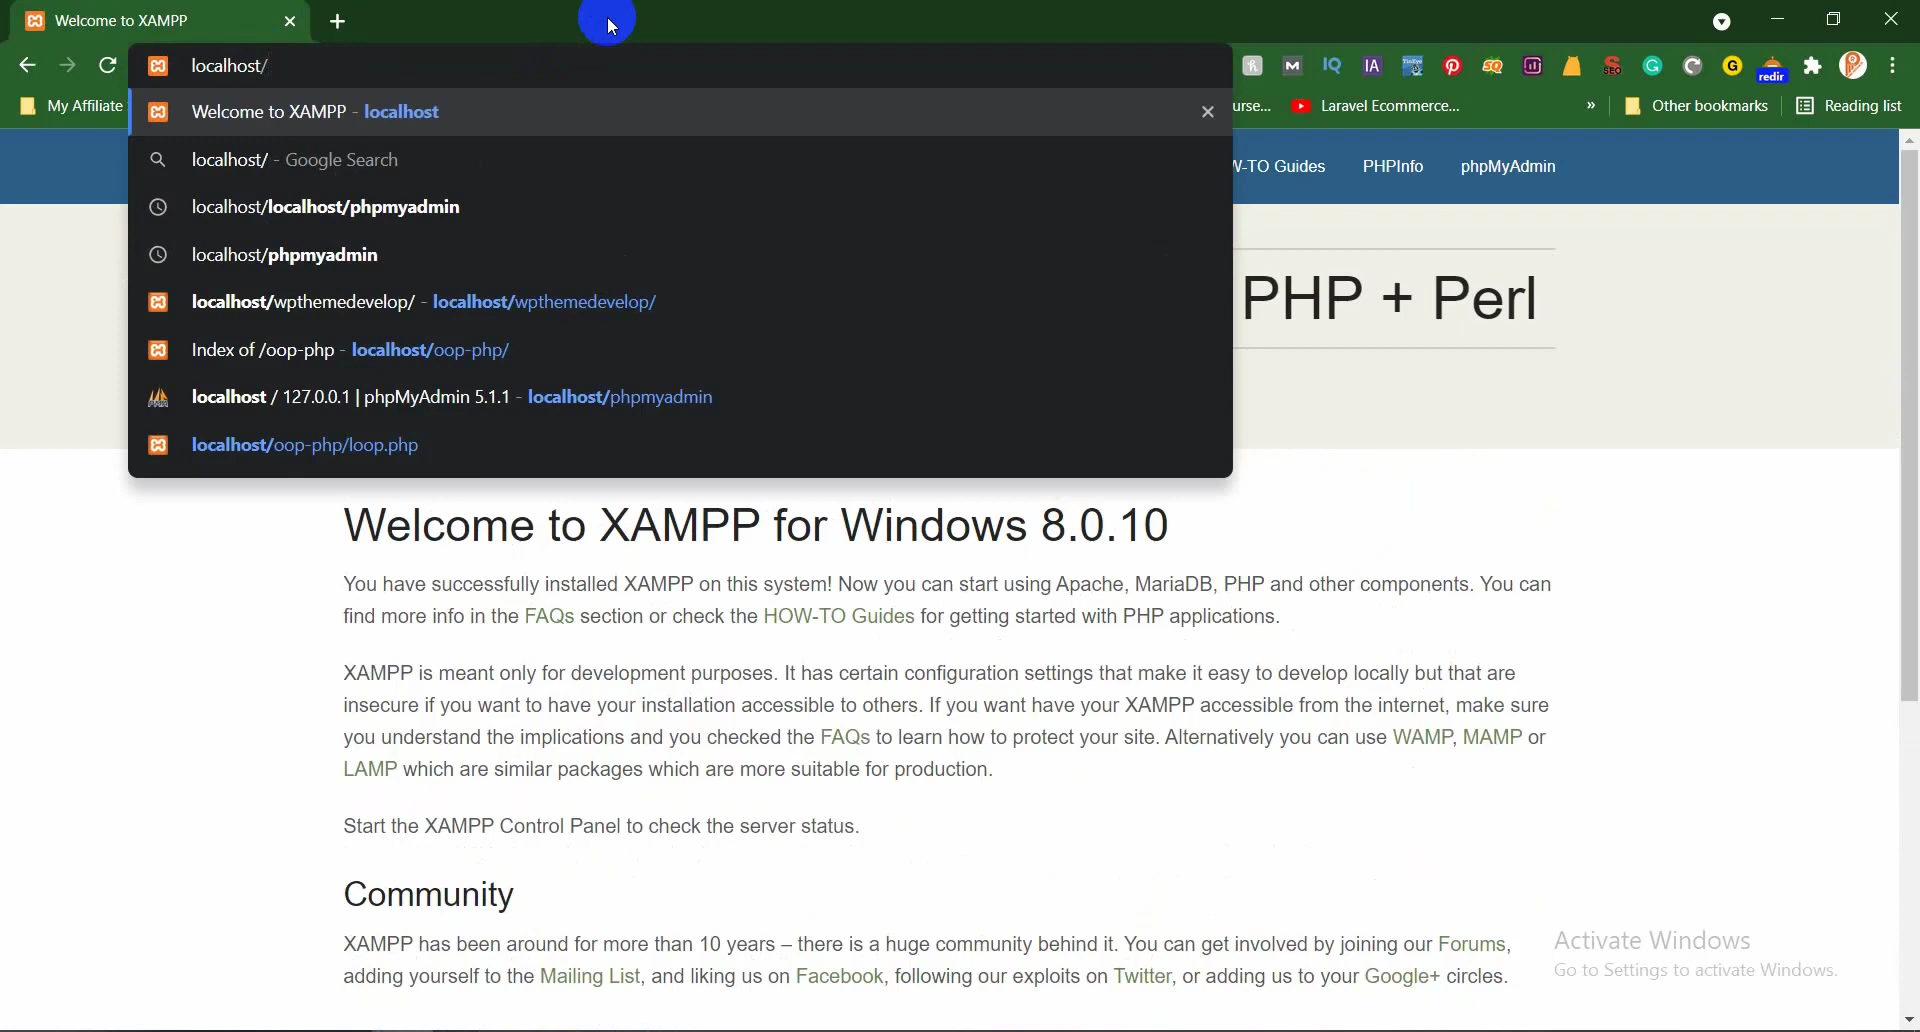 Welcome to XAMPP
localhost/
Welcome to XAMPP - localhost
localhost/ - Google Search
localhost/localhost/phpmyadmin
localhost/phpmyadmin
localhost/wpthemedevelop/ - localhost/wpthemedevelop/
Index of /oop-php - localhost/oop-php/
localhost / 127.0.0.1 | phpMyAdmin 5.1.1 - localhost/phpmyadmin
localhost/oop-php/loop.php
IQ
IA
TinEye
SEO
redir
My Affiliate
urse...
Laravel Ecommerce...
»
Other bookmarks
Reading list
W-TO Guides
PHPInfo
phpMyAdmin
PHP + Perl
Welcome to XAMPP for Windows 8.0.10
You have successfully installed XAMPP on this system! Now you can start using Apache, MariaDB, PHP and other components. You can
find more info in the FAQs section or check the HOW-TO Guides for getting started with PHP applications.
XAMPP is meant only for development purposes. It has certain configuration settings that make it easy to develop locally but that are
insecure if you want to have your installation accessible to others. If you want have your XAMPP accessible from the internet, make sure
you understand the implications and you checked the FAQs to learn how to protect your site. Alternatively you can use WAMP, MAMP or
LAMP which are similar packages which are more suitable for production.
Start the XAMPP Control Panel to check the server status.
Community
XAMPP has been around for more than 10 years – there is a huge community behind it. You can get involved by joining our Forums,
adding yourself to the Mailing List, and liking us on Facebook, following our exploits on Twitter, or adding us to your Google+ circles.
Activate Windows
Go to Settings to activate Windows.